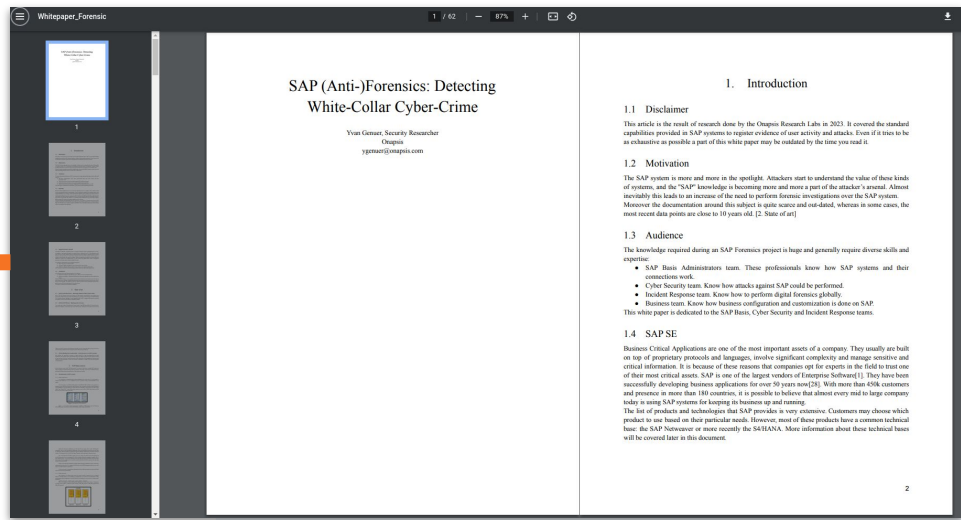 Whitepaper_Forensic
1 / 62
87%
1
2
3
4
SAP (Anti-)Forensics: Detecting
White-Collar Cyber-Crime
Yvan Genuer, Security Researcher
Onapsis
ygenuer@onapsis.com
1. Introduction
1.1 Disclaimer
This article is the result of research done by the Onapsis Research Labs in 2023. It covered the standard
capabilities provided in SAP systems to register evidence of user activity and attacks. Even if it tries to be
as exhaustive as possible a part of this white paper may be outdated by the time you read it.
1.2 Motivation
The SAP system is more and more in the spotlight. Attackers start to understand the value of these kinds
of systems, and the "SAP" knowledge is becoming more and more a part of the attacker's arsenal. Almost
inevitably this leads to an increase of the need to perform forensic investigations over the SAP system.
Moreover the documentation around this subject is quite scarce and out-dated, whereas in some cases, the
most recent data points are close to 10 years old. [2. State of art]
1.3 Audience
The knowledge required during an SAP Forensics project is huge and generally require diverse skills and
expertise:
● SAP Basis Administrators team. These professionals know how SAP systems and their
connections work.
● Cyber Security team. Know how attacks against SAP could be performed.
● Incident Response team. Know how to perform digital forensics globally.
● Business team. Know how business configuration and customization is done on SAP.
This white paper is dedicated to the SAP Basis, Cyber Security and Incident Response teams.
1.4 SAP SE
Business Critical Applications are one of the most important assets of a company. They usually are built
on top of proprietary protocols and languages, involve significant complexity and manage sensitive and
critical information. It is because of these reasons that companies opt for experts in the field to trust one
of their most critical assets. SAP is one of the largest vendors of Enterprise Software[1]. They have been
successfully developing business applications for over 50 years now[28]. With more than 450k customers
and presence in more than 180 countries, it is possible to believe that almost every mid to large company
today is using SAP systems for keeping its business up and running.
The list of products and technologies that SAP provides is very extensive. Customers may choose which
product to use based on their particular needs. However, most of these products have a common technical
base: the SAP Netweaver or more recently the S4/HANA. More information about these technical bases
will be covered later in this document.
2